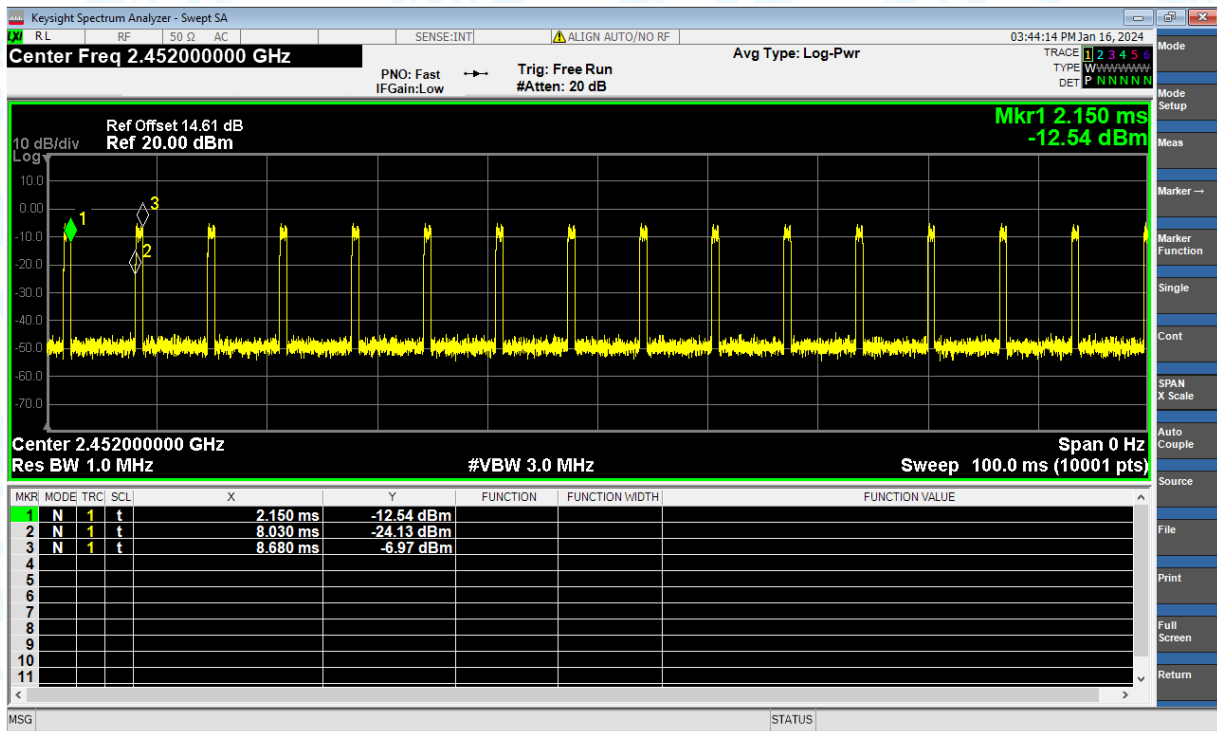 Keysight Spectrum Analyzer - Swept SA
LXI RL RF 50 Ω AC SENSE:INT ALIGN AUTO/NO RF 03:44:14 PM Jan 16, 2024
Center Freq 2.452000000 GHz
PNO: Fast
IFGain:Low
Trig: Free Run
#Atten: 20 dB
Avg Type: Log-Pwr
TRACE 1 2 3 4 5 6
TYPE WWWWWW
DET P N N N N N
Mkr1 2.150 ms
-12.54 dBm
Ref Offset 14.61 dB
10 dB/div Ref 20.00 dBm
Log
10.0
0.00
-10.0
-20.0
-30.0
-40.0
-50.0
-60.0
-70.0
1
2
3
Center 2.452000000 GHz Span 0 Hz
Res BW 1.0 MHz #VBW 3.0 MHz Sweep 100.0 ms (10001 pts)
MKR MODE TRC SCL X Y FUNCTION FUNCTION WIDTH FUNCTION VALUE
1 N 1 t 2.150 ms -12.54 dBm
2 N 1 t 8.030 ms -24.13 dBm
3 N 1 t 8.680 ms -6.97 dBm
4
5
6
7
8
9
10
11
MSG STATUS
Mode
Mode
Setup
Meas
Marker →
Marker
Function
Single
Cont
SPAN
X Scale
Auto
Couple
Source
File
Print
Full
Screen
Return